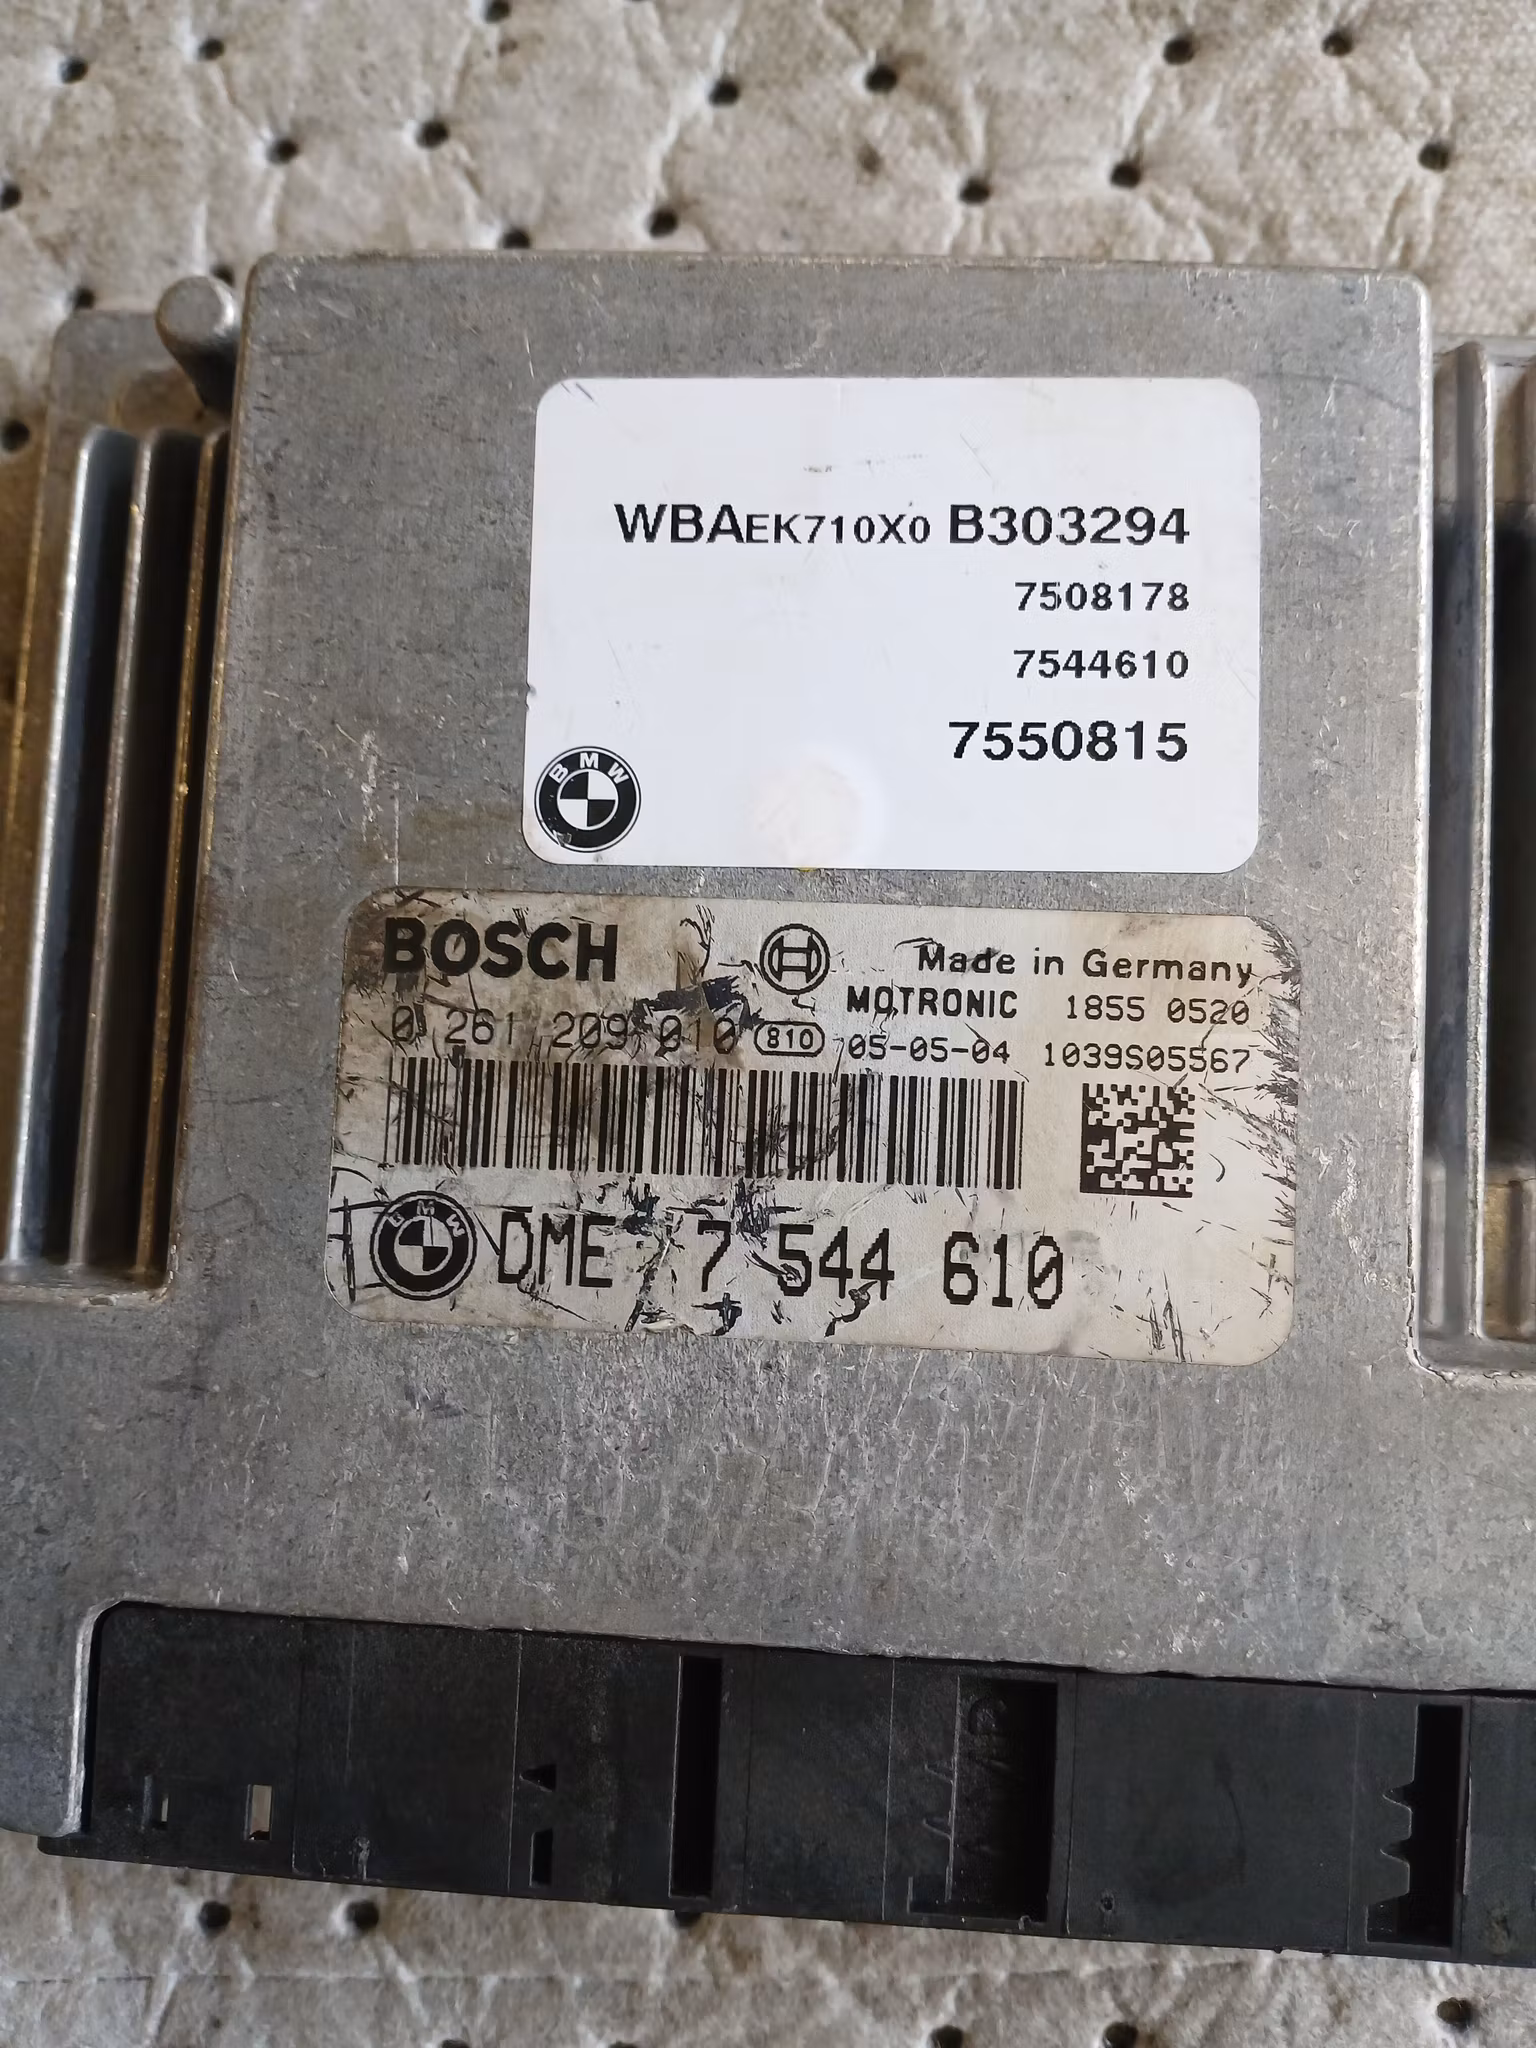 WBAEK710X0 B303294
7508178
7544610
7550815
BMW
BOSCH
Made in Germany
MOTRONIC 1855 0520
0 261 209 010 810 05-05-04 1039S05567
BMW DME 7 544 610